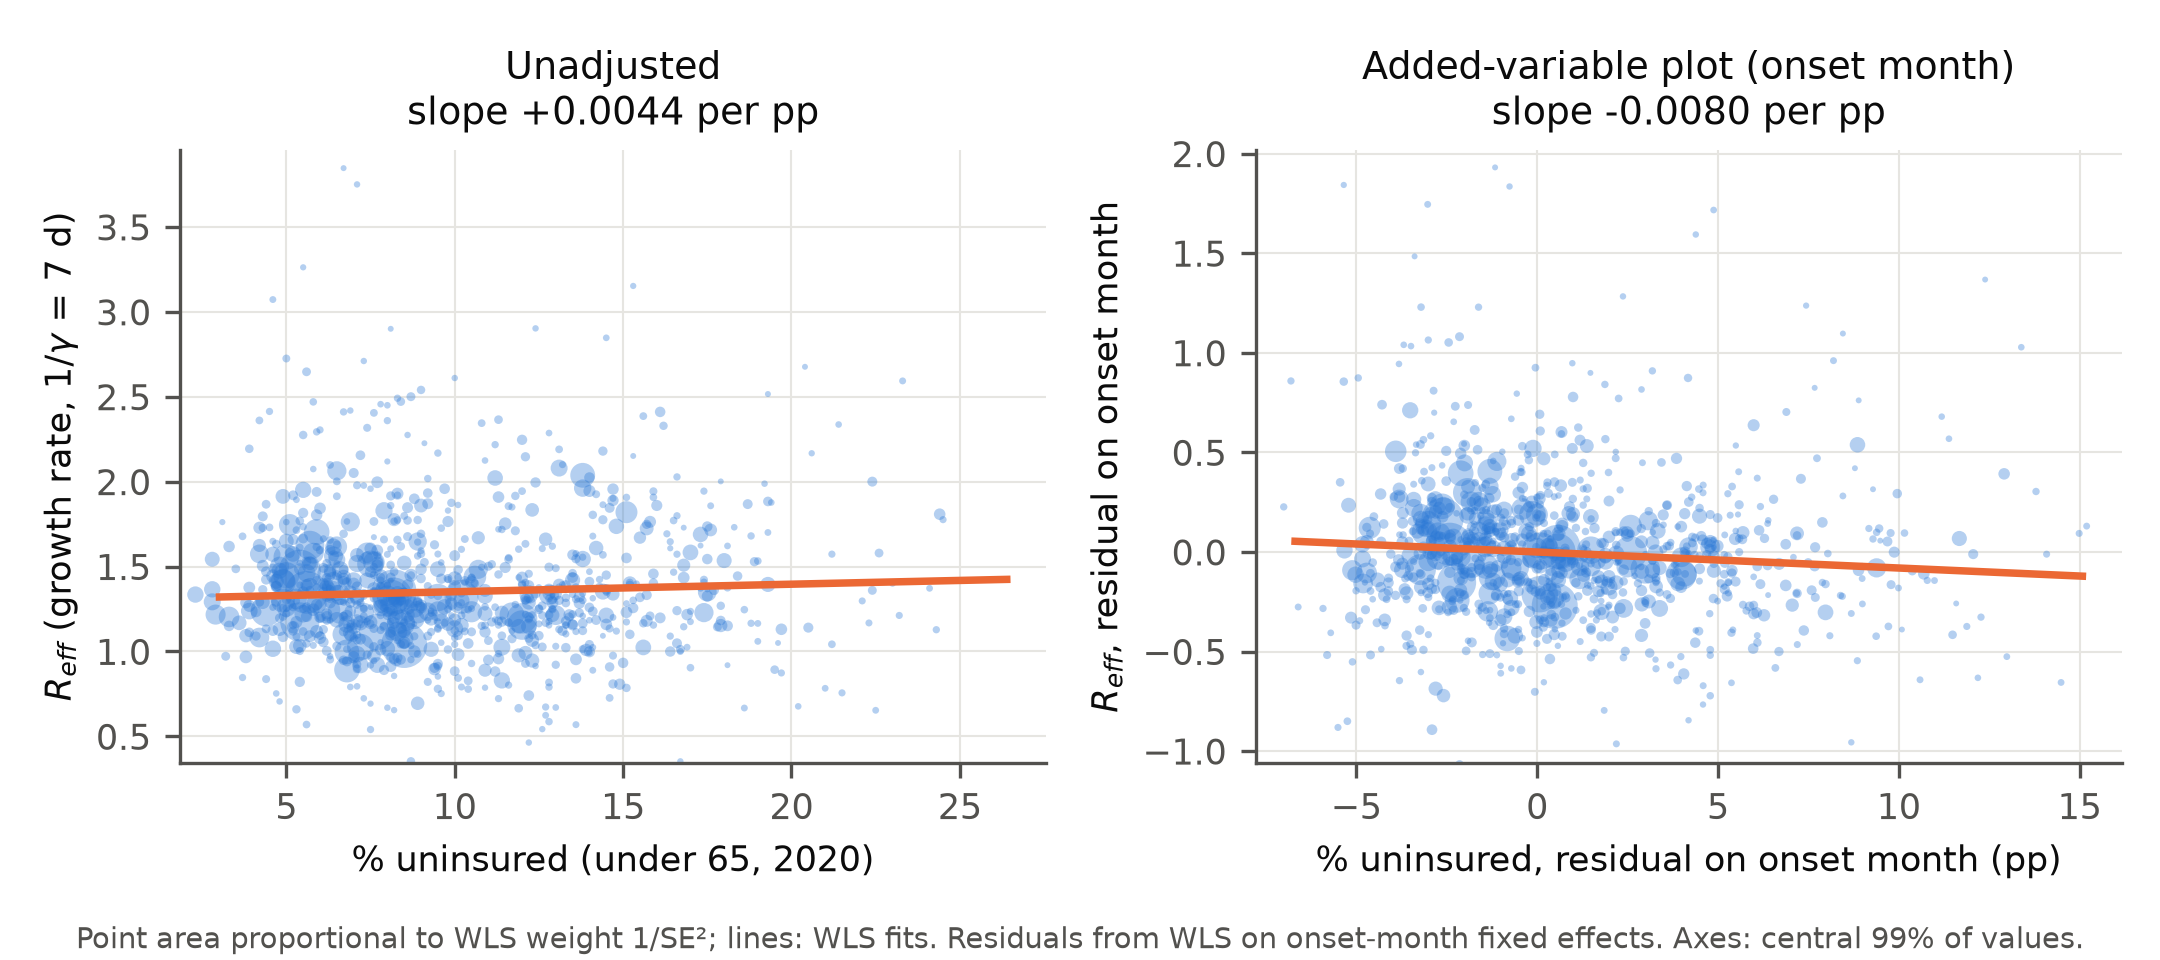 Unadjusted
slope +0.0044 per pp
R_eff (growth rate, 1/γ = 7 d)
3.5
3.0
2.5
2.0
1.5
1.0
0.5
5
10
15
20
25
% uninsured (under 65, 2020)
Added-variable plot (onset month)
slope -0.0080 per pp
R_eff, residual on onset month
2.0
1.5
1.0
0.5
0.0
−0.5
−1.0
−5
0
5
10
15
% uninsured, residual on onset month (pp)
Point area proportional to WLS weight 1/SE²; lines: WLS fits. Residuals from WLS on onset-month fixed effects. Axes: central 99% of values.